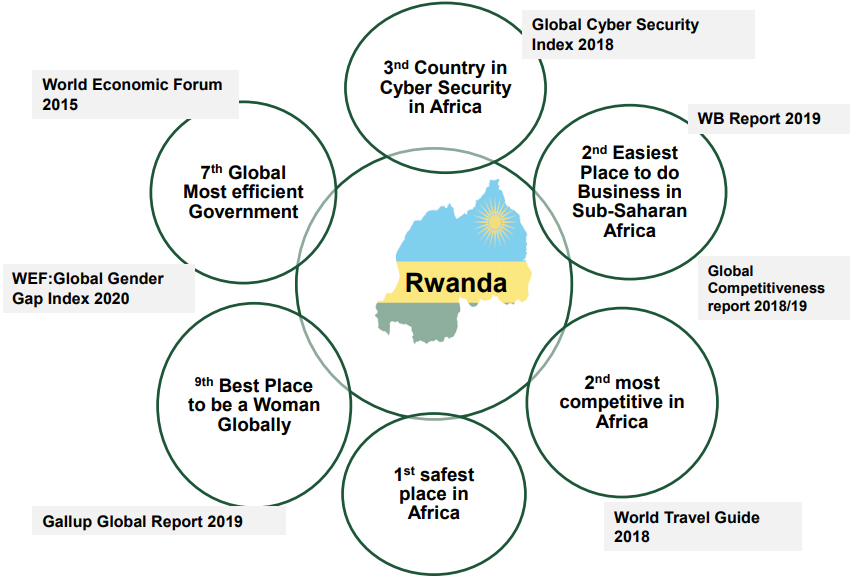 Global Cyber Security
Index 2018
3nd Country in
Cyber Security
in Africa
World Economic Forum
2015
7th Global
Most efficient
Government
WB Report 2019
2nd Easiest
Place to do
Business in
Sub-Saharan
Africa
Rwanda
WEF:Global Gender
Gap Index 2020
Global
Competitiveness
report 2018/19
9th Best Place
to be a Woman
Globally
2nd most
competitive in
Africa
1st safest
place in
Africa
Gallup Global Report 2019
World Travel Guide
2018